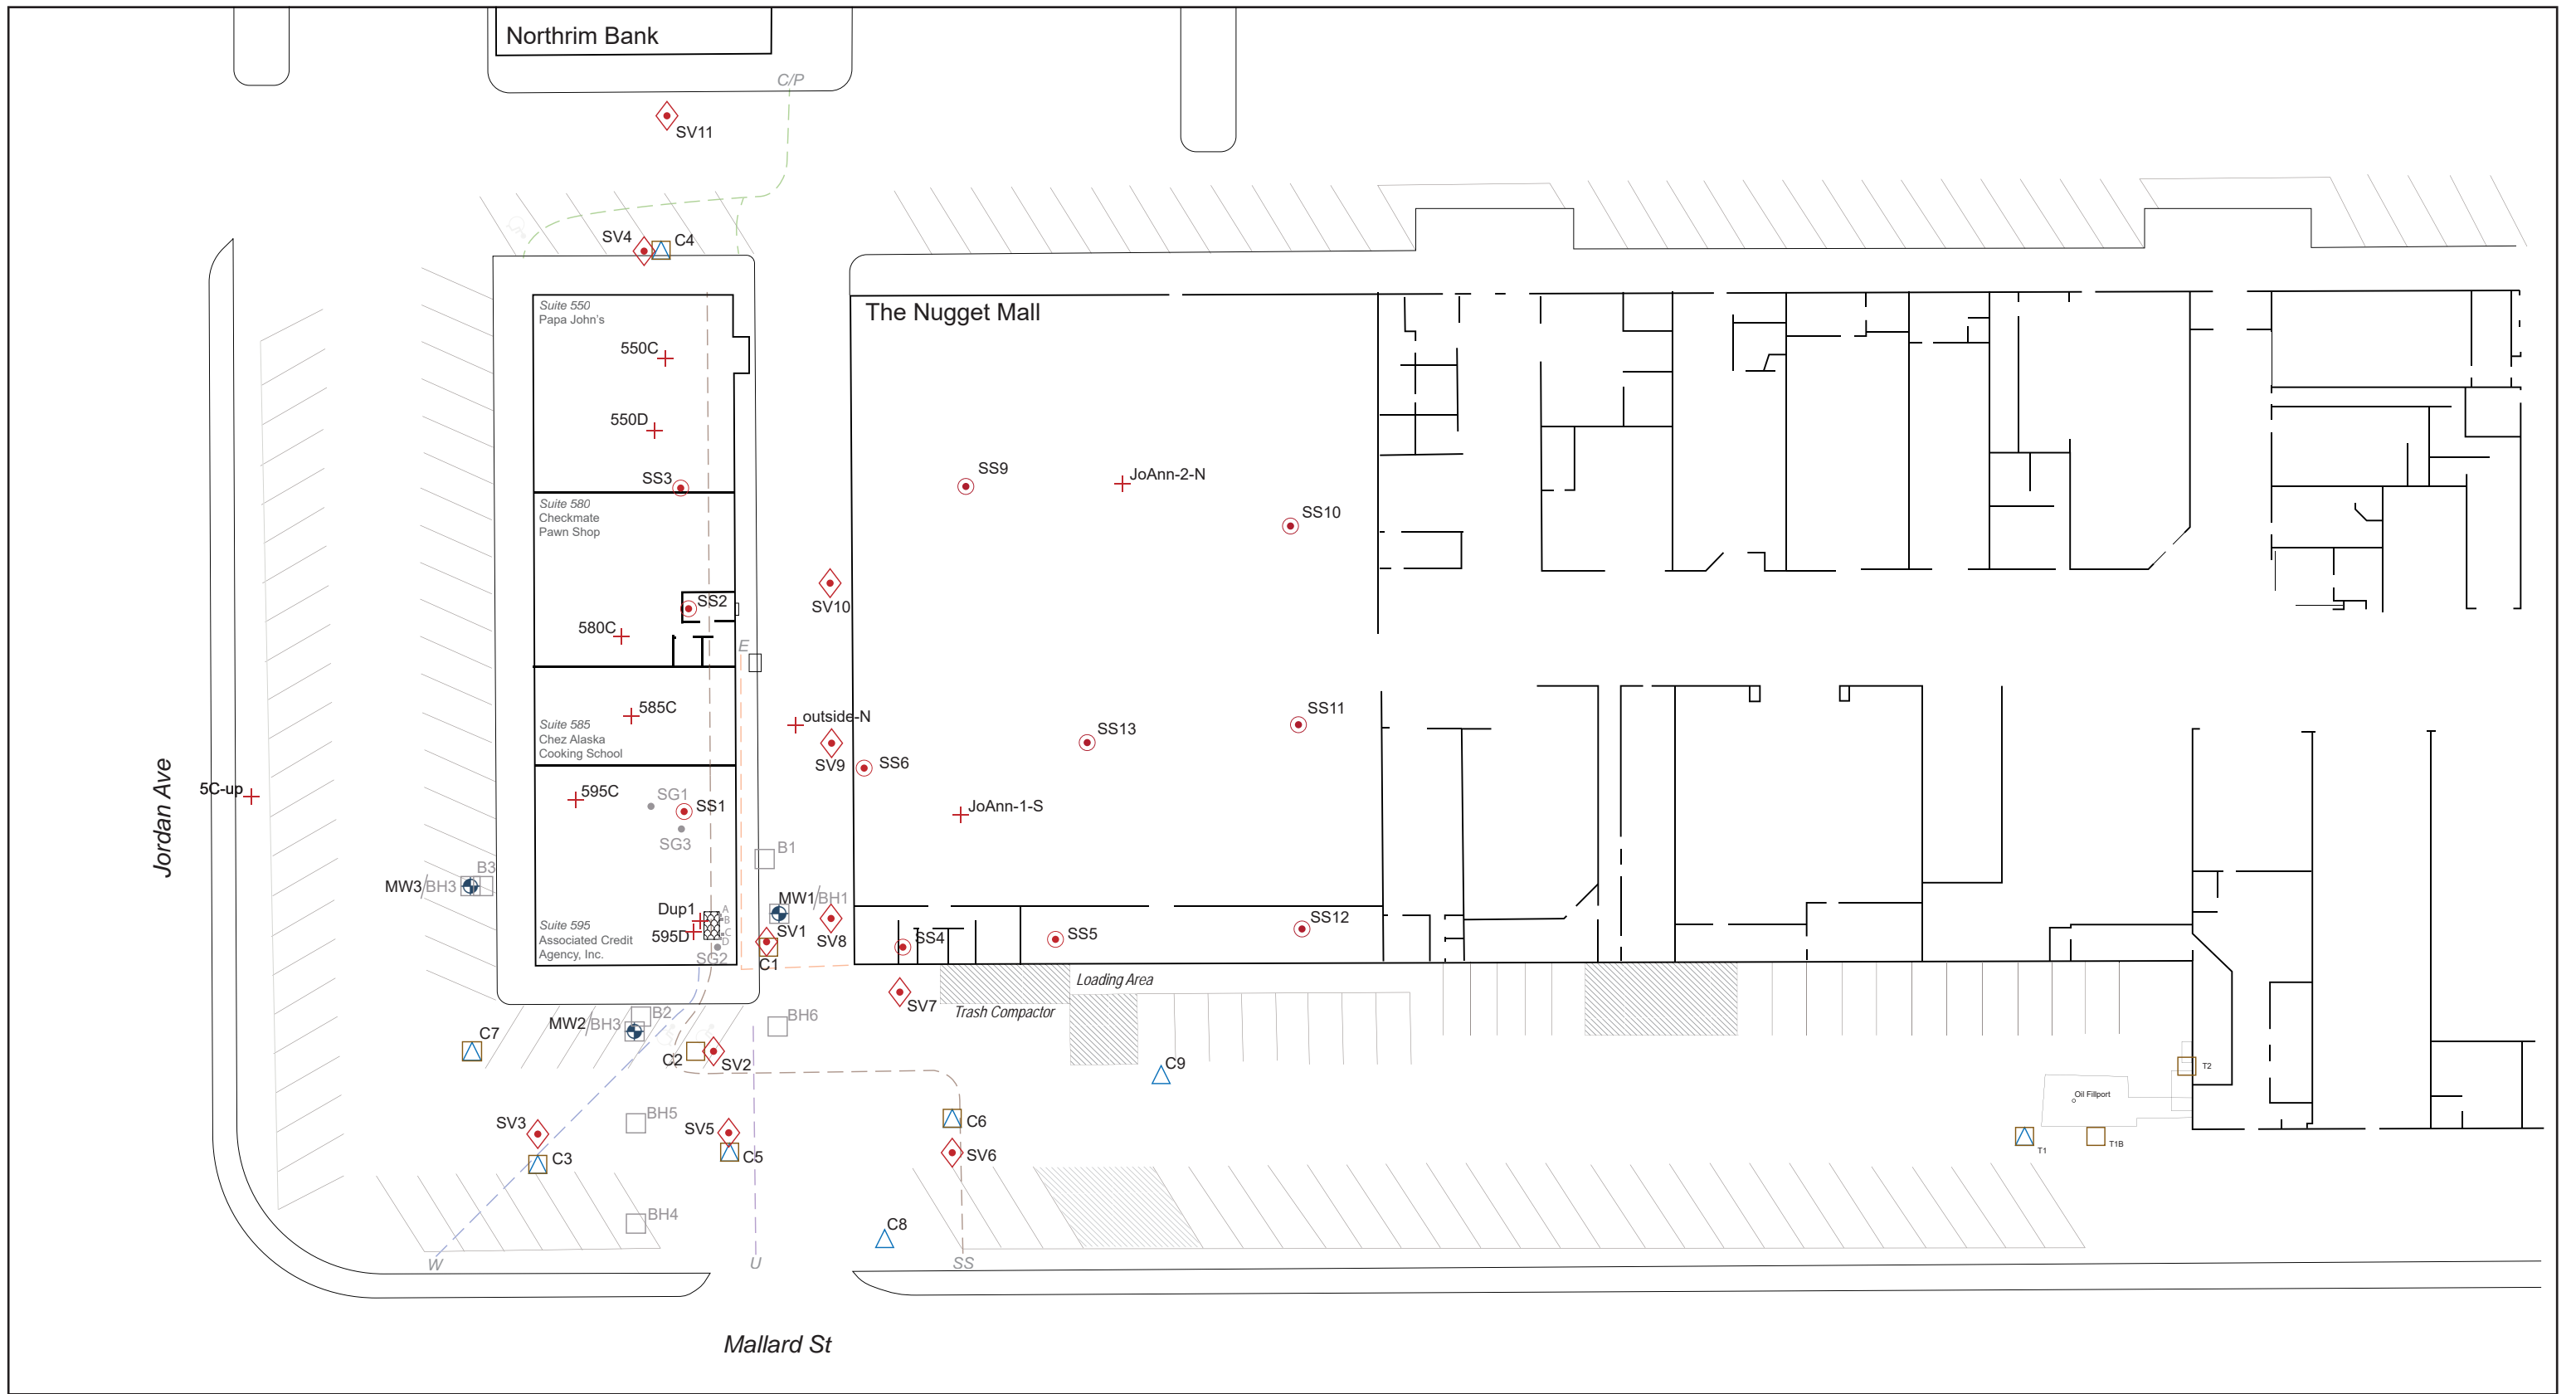 Northrim Bank
C/P
SV11
SV4
C4
Suite 550
Papa John's
The Nugget Mall
550C
550D
SS3
SS9
JoAnn-2-N
SS10
Suite 580
Checkmate
Pawn Shop
SS2
SV10
580C
E
585C
outside-N
SS11
Suite 585
Chez Alaska
Cooking School
SS13
SV9
SS6
Jordan Ave
5C-up
595C
SG1
SS1
JoAnn-1-S
SG3
B1
B3
MW3/BH3
MW1/BH1
Dup1
A
B
C
D
595D
Suite 595
Associated Credit
Agency, Inc.
SG2
SV1
C1
SV8
SS4
SS5
SS12
Loading Area
SV7
Trash Compactor
B2
MW2/BH3
BH6
C7
C2
SV2
C9
T2
Oil Fillport
BH5
SV3
SV5
C6
C3
C5
SV6
T1
T1B
BH4
C8
W
U
SS
Mallard St